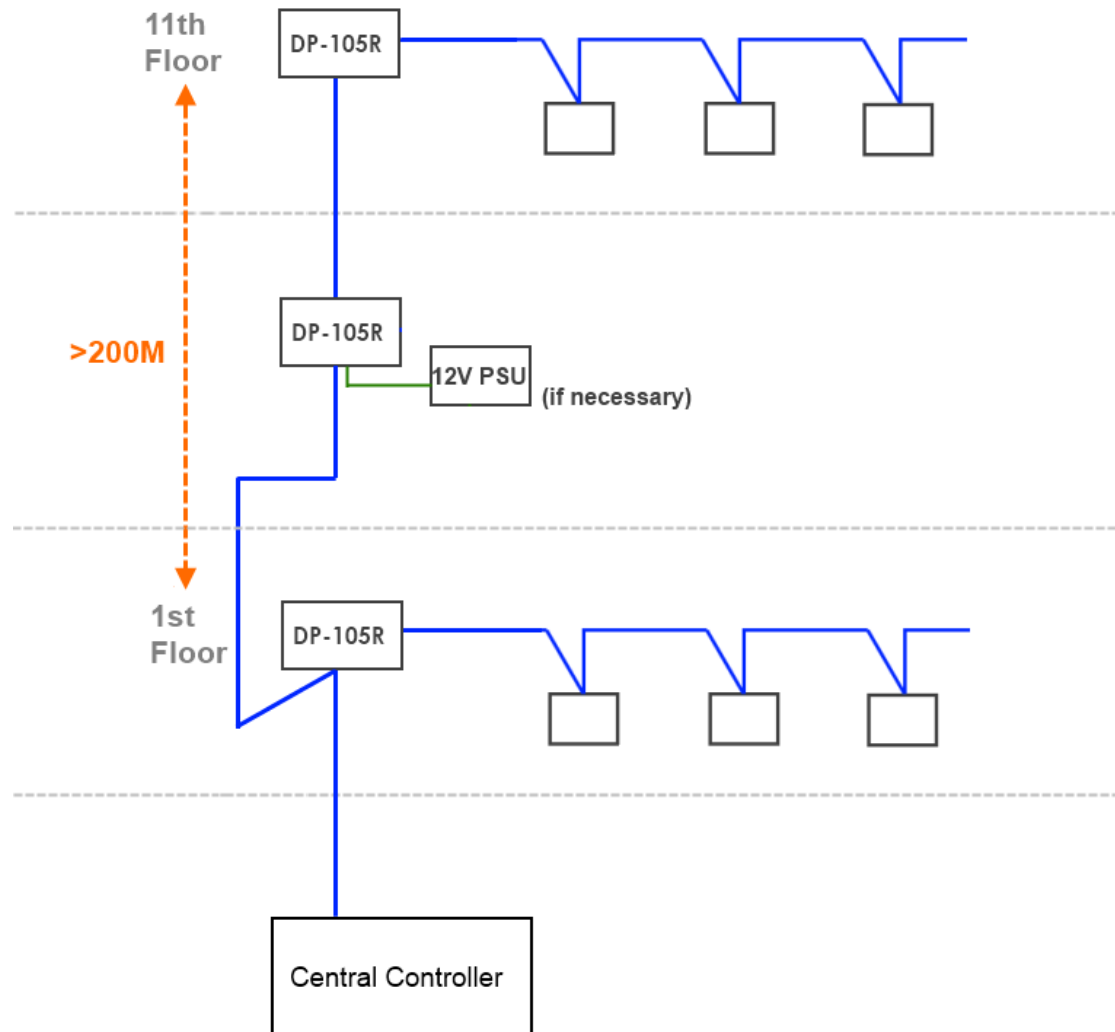 11th
Floor
DP-105R
DP-105R
>200M
12V PSU
(if necessary)
1st
Floor
DP-105R
Central Controller